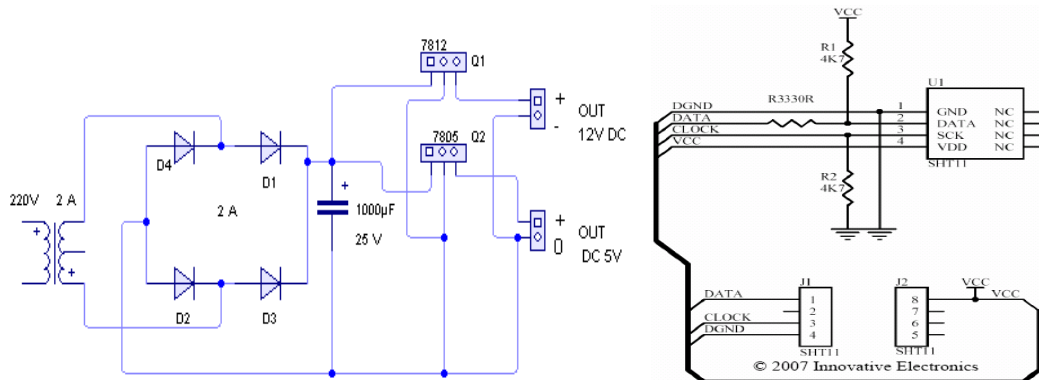 7812
Q1
+
-
OUT
12V DC
7805
Q2
D4
D1
220V
2 A
+
+
2 A
+
1000µF
25 V
D2
D3
+
0
OUT
DC 5V
VCC
R1
4K7
U1
DGND
DATA
CLOCK
VCC
R3330R
1
2
3
4
GND
DATA
SCK
VDD
NC
NC
NC
SHT11
R2
4K7
DATA
CLOCK
DGND
J1
1
2
3
4
SHT11
J2
8
7
6
5
SHT11
VCC
VCC
© 2007 Innovative Electronics